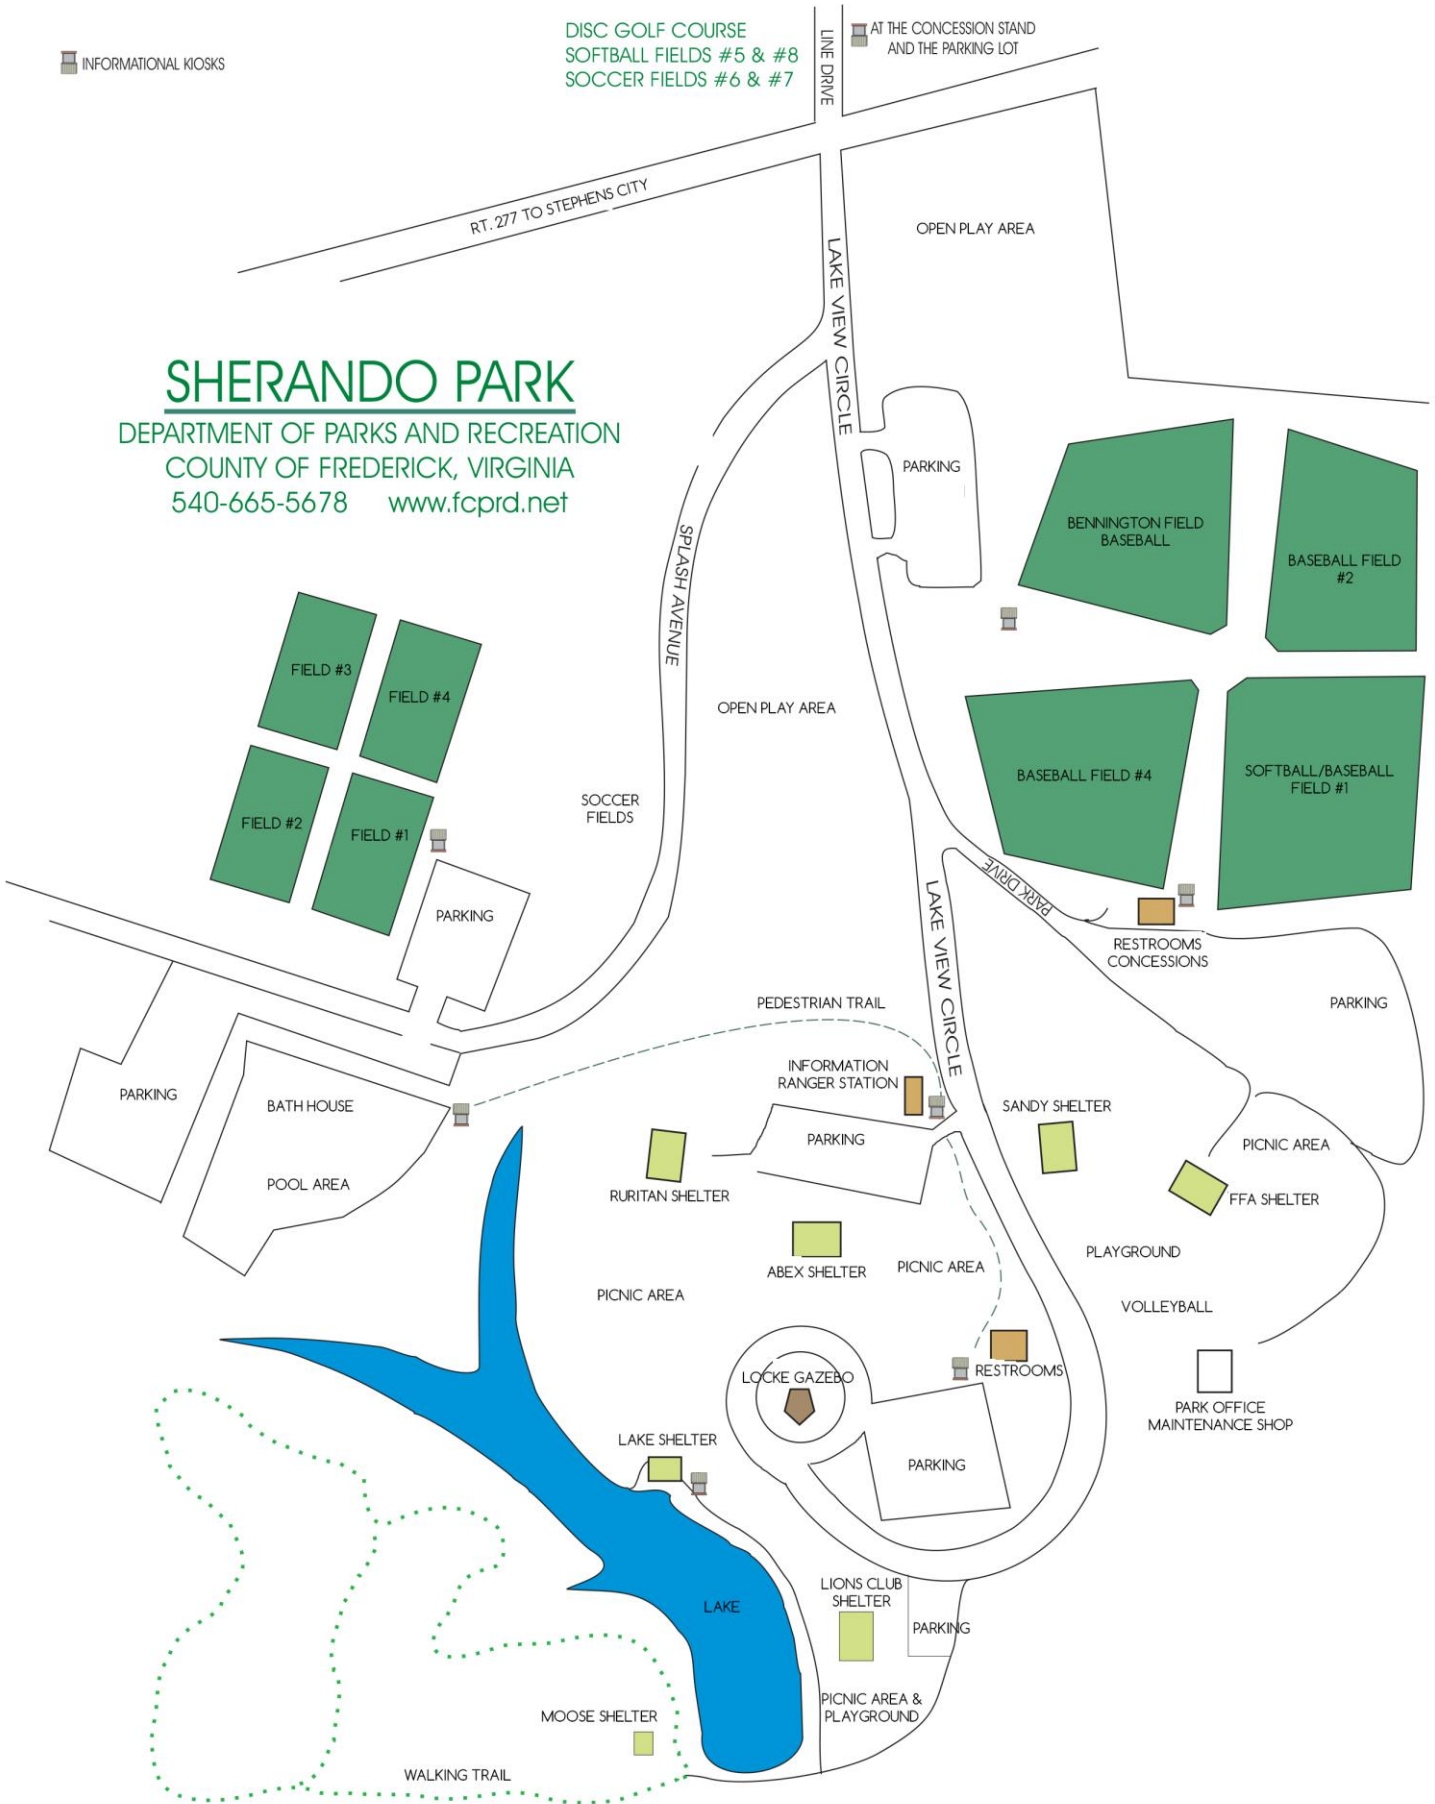 DISC GOLF COURSE
SOFTBALL FIELDS #5 & #8
SOCCER FIELDS #6 & #7
LINE DRIVE
AT THE CONCESSION STAND
AND THE PARKING LOT
INFORMATIONAL KIOSKS
RT. 277 TO STEPHENS CITY
OPEN PLAY AREA
LAKE VIEW CIRCLE
SHERANDO PARK
DEPARTMENT OF PARKS AND RECREATION
COUNTY OF FREDERICK, VIRGINIA
540-665-5678 www.fcprd.net
PARKING
BENNINGTON FIELD
BASEBALL
BASEBALL FIELD
#2
SPLASH AVENUE
FIELD #3
FIELD #4
OPEN PLAY AREA
BASEBALL FIELD #4
SOFTBALL/BASEBALL
FIELD #1
SOCCER
FIELDS
FIELD #2
FIELD #1
PARK DRIVE
PARKING
LAKE VIEW CIRCLE
RESTROOMS
CONCESSIONS
PARKING
PEDESTRIAN TRAIL
INFORMATION
RANGER STATION
PARKING
BATH HOUSE
SANDY SHELTER
PARKING
PICNIC AREA
POOL AREA
RURITAN SHELTER
FFA SHELTER
PLAYGROUND
ABEX SHELTER
PICNIC AREA
PICNIC AREA
VOLLEYBALL
LOCKE GAZEBO
RESTROOMS
PARK OFFICE
MAINTENANCE SHOP
LAKE SHELTER
PARKING
LIONS CLUB
SHELTER
LAKE
PARKING
PICNIC AREA &
PLAYGROUND
MOOSE SHELTER
WALKING TRAIL